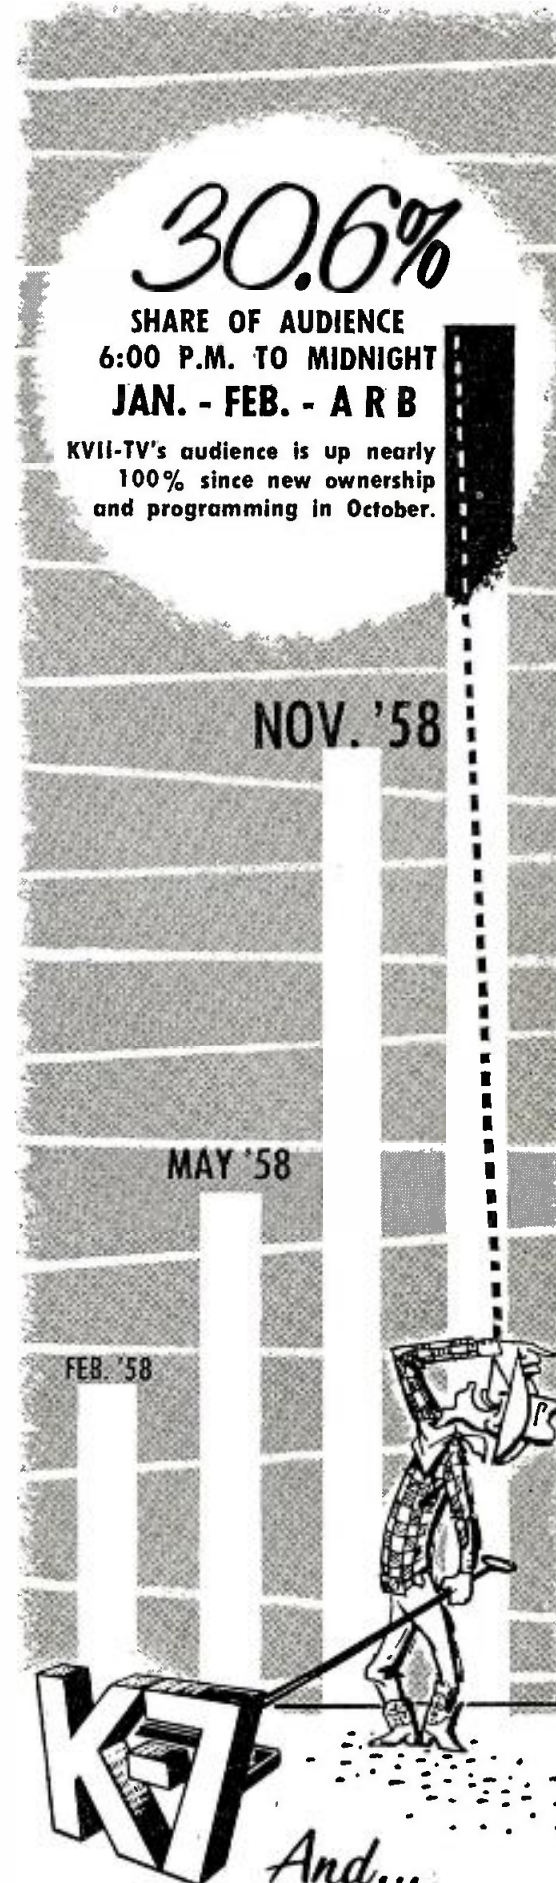 30.6%
SHARE OF AUDIENCE
6:00 P.M. TO MIDNIGHT
JAN. - FEB. - A R B
KVII-TV's audience is up nearly
100% since new ownership
and programming in October.
NOV. '58
MAY '58
FEB. '58
K-7
And...